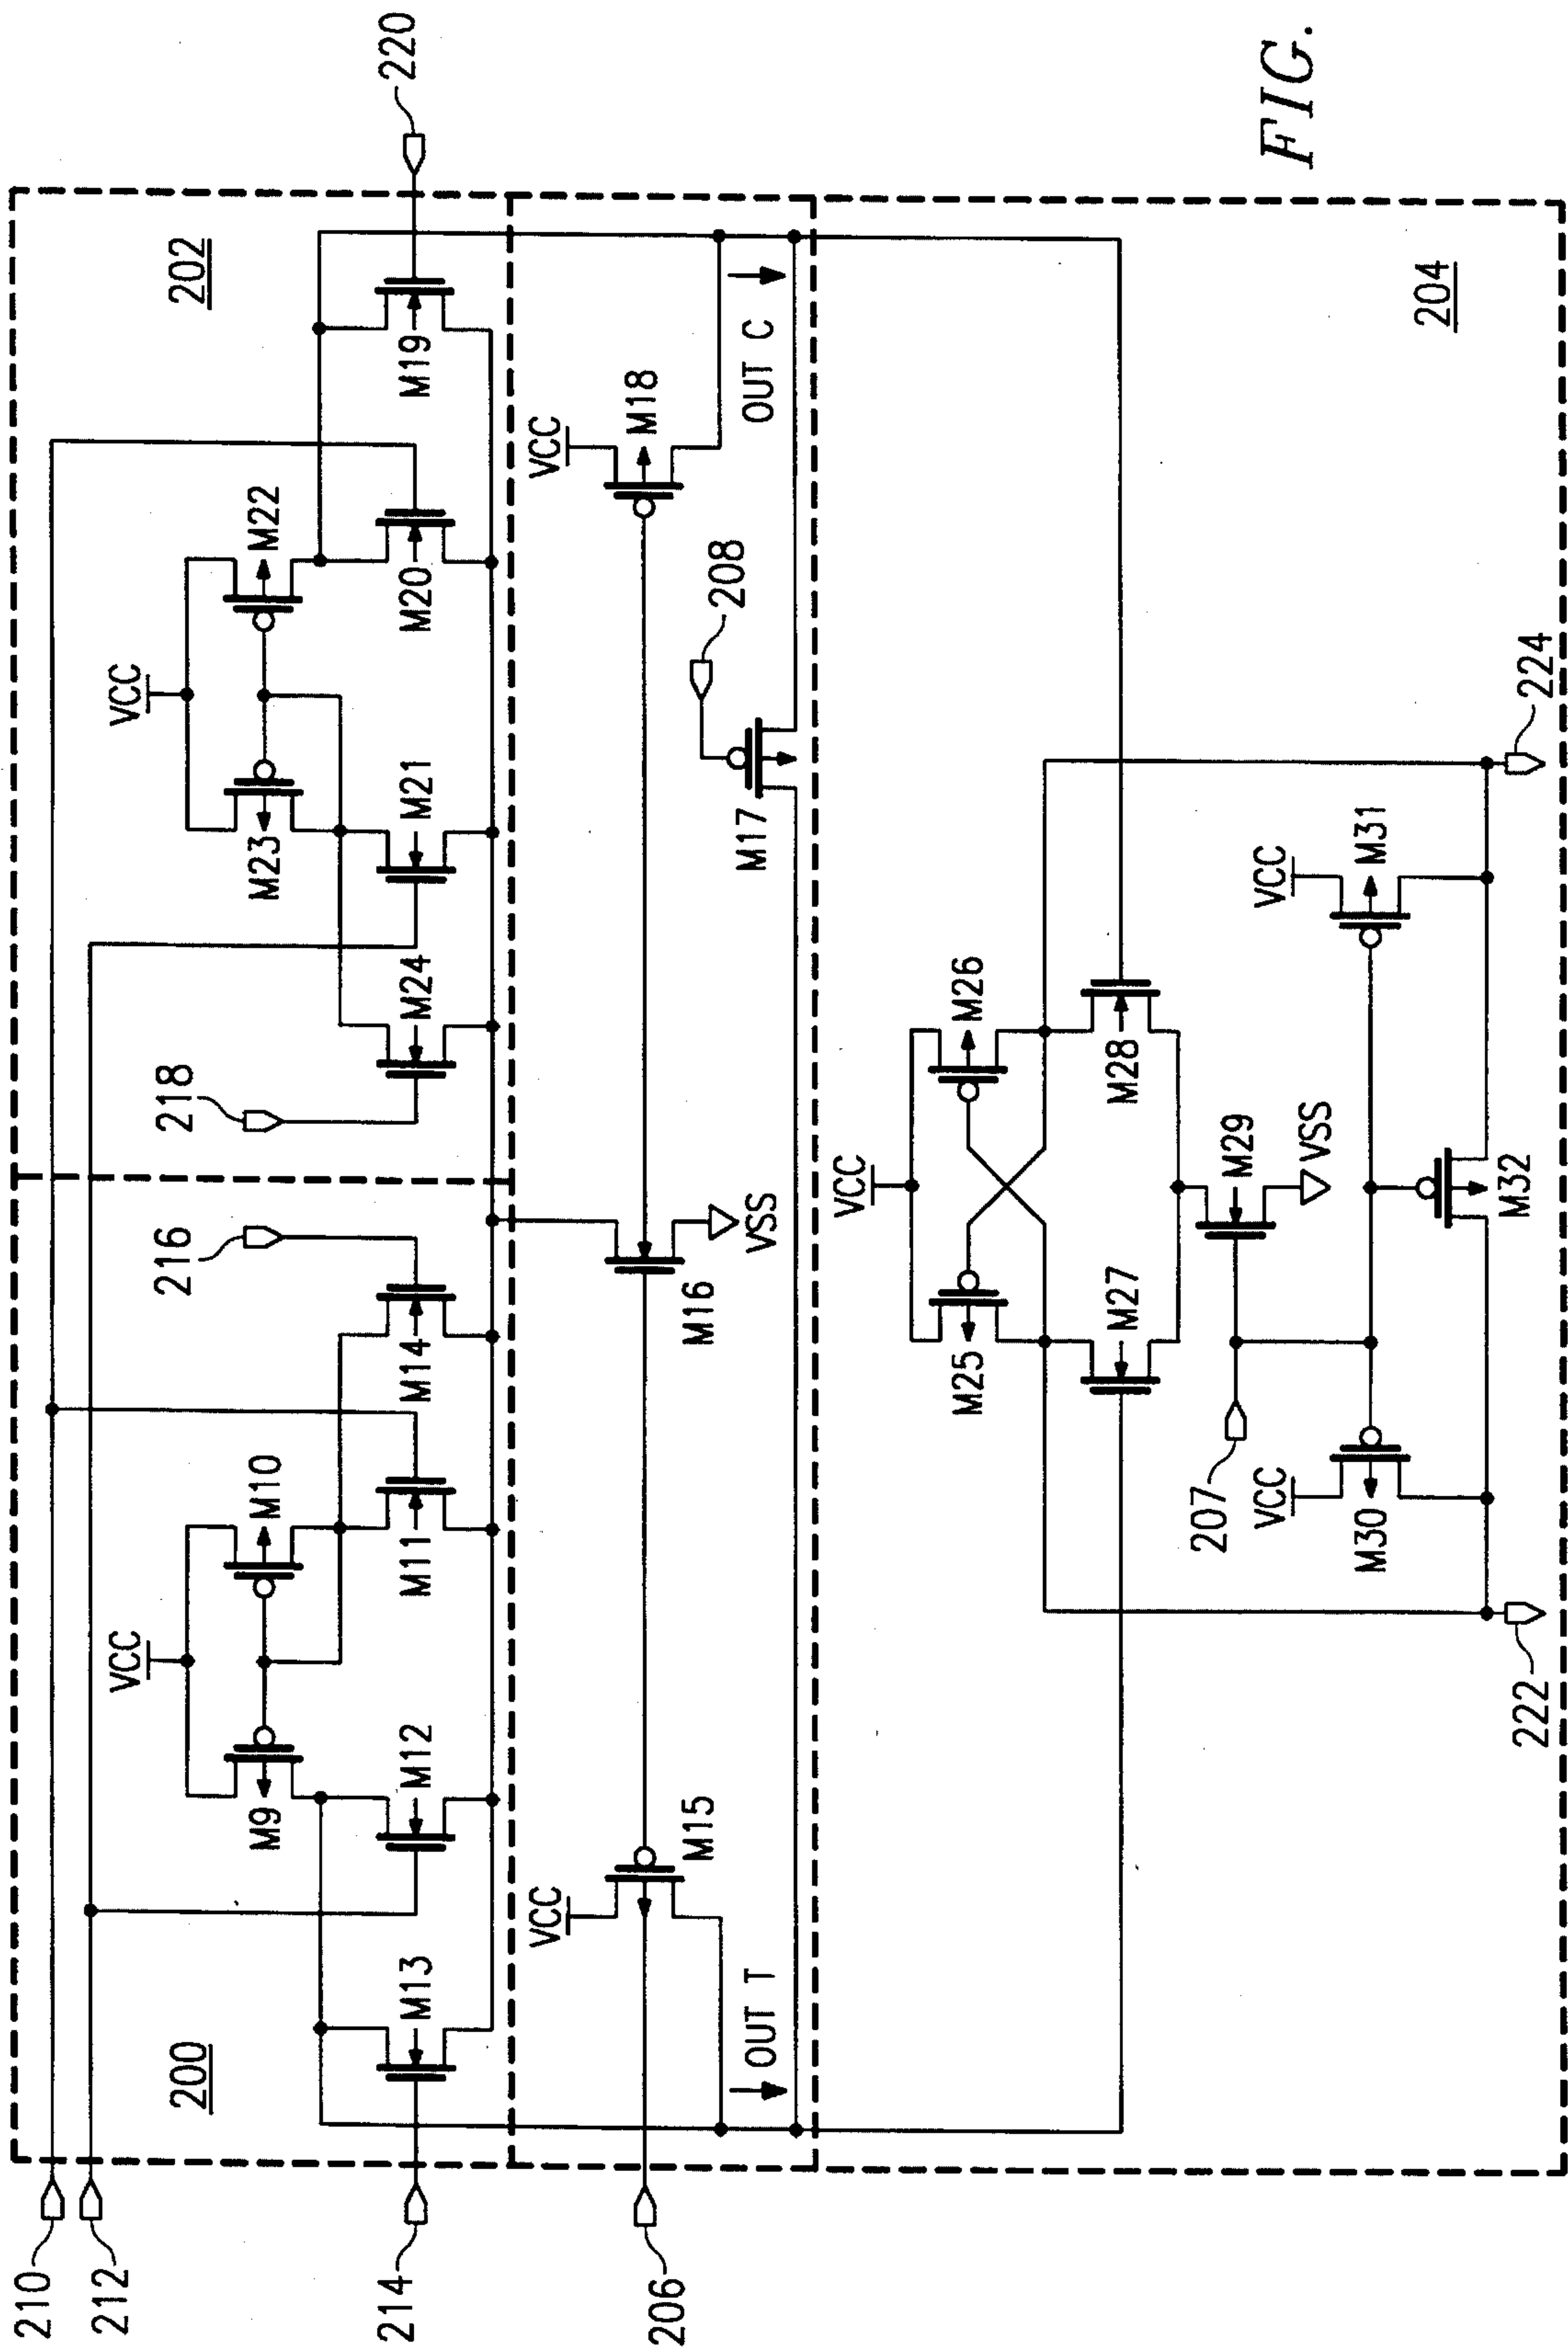 210
212
214
206
200
202
204
220
VCC
M9
M10
M12
M11
M13
M14
216
218
VCC
M23
M22
M24
M21
M20
M19
VCC
M15
M16
VSS
VCC
M18
208
M17
OUT T
OUT C
VCC
M25
M26
M27
M28
M29
VSS
207
VCC
M30
VCC
M31
M32
222
224
FIG.